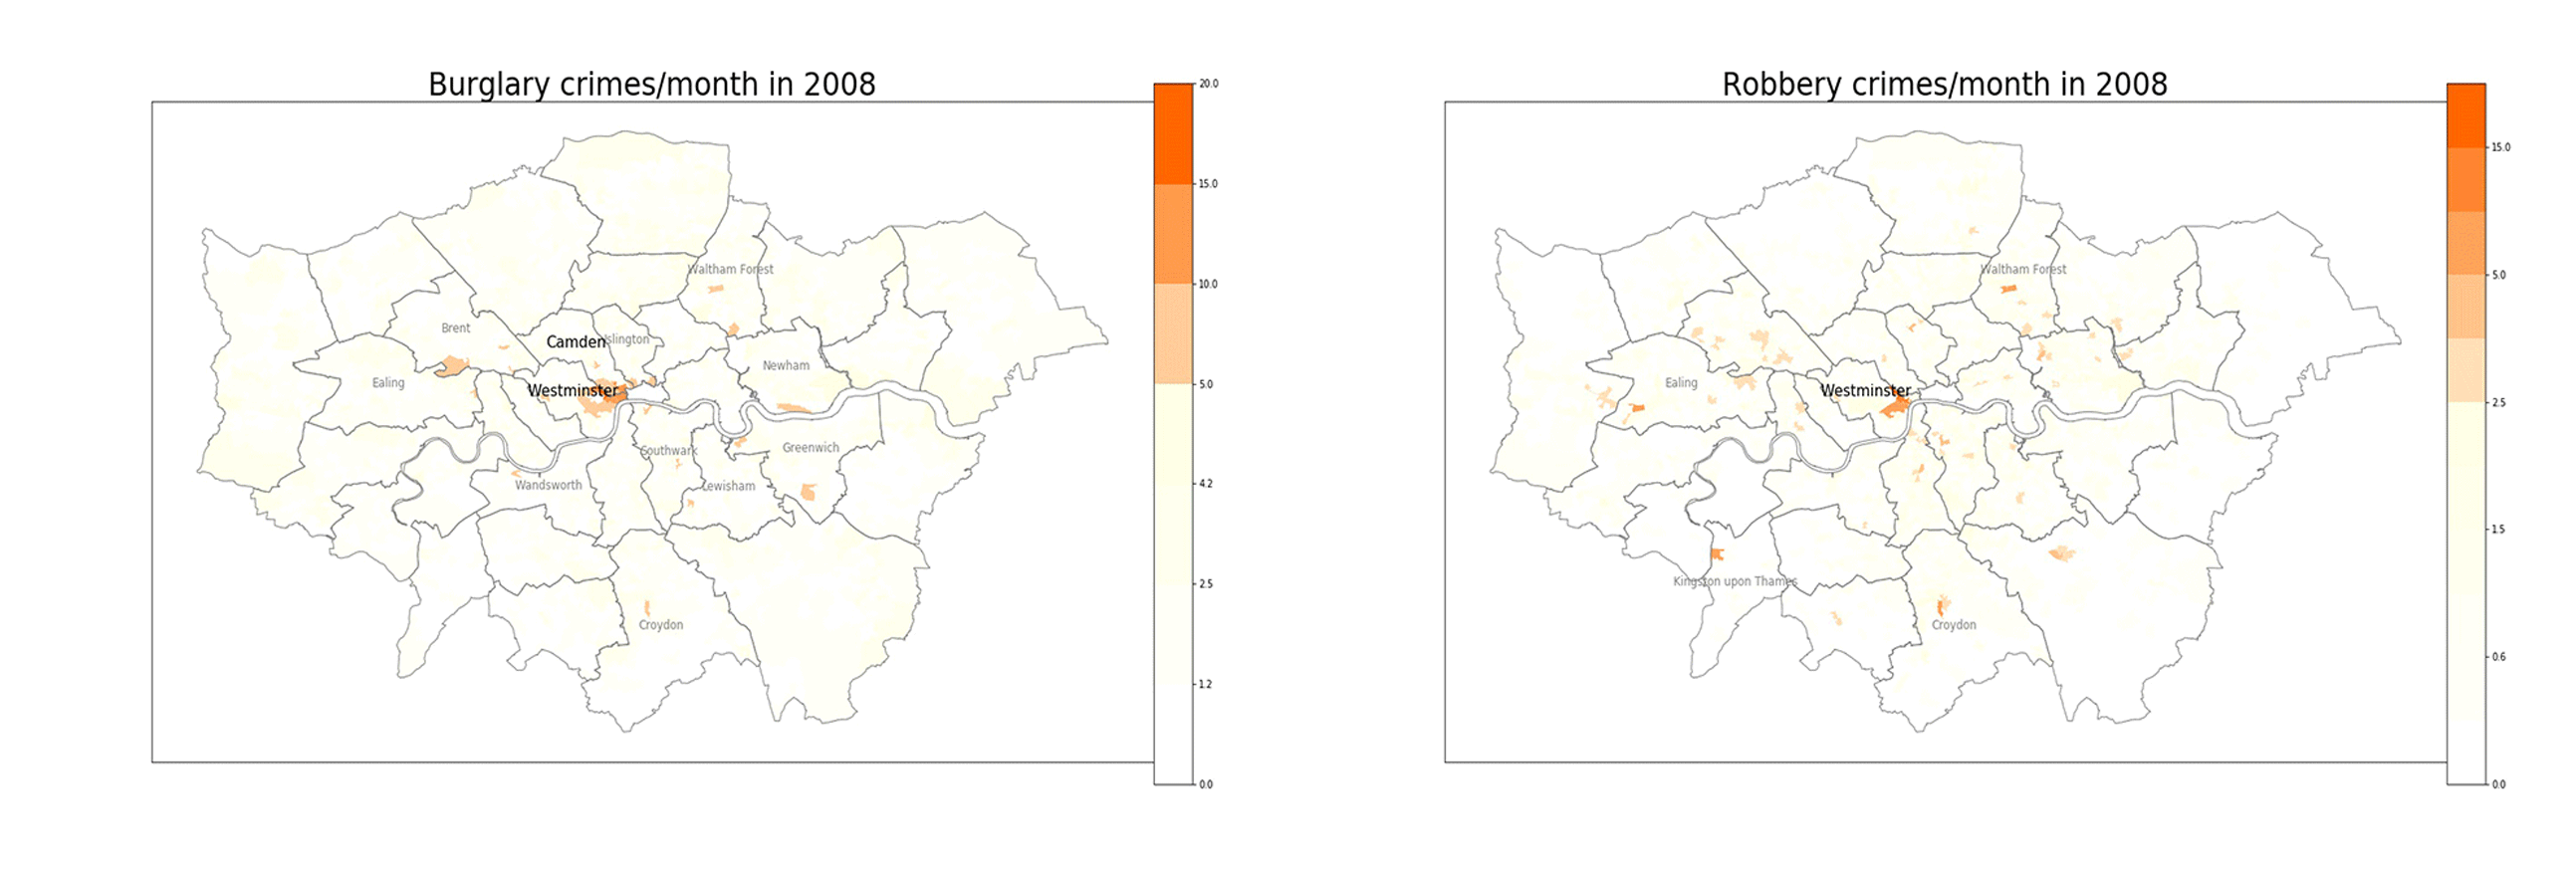 Burglary crimes/month in 2008
20.0
15.0
10.0
5.0
4.2
2.5
1.2
0.0
Waltham Forest
Brent
Camden
Islington
Newham
Ealing
Westminster
Southwark
Greenwich
Wandsworth
Lewisham
Croydon
Robbery crimes/month in 2008
15.0
5.0
2.5
1.5
0.6
0.0
Waltham Forest
Ealing
Westminster
Kingston upon Thames
Croydon